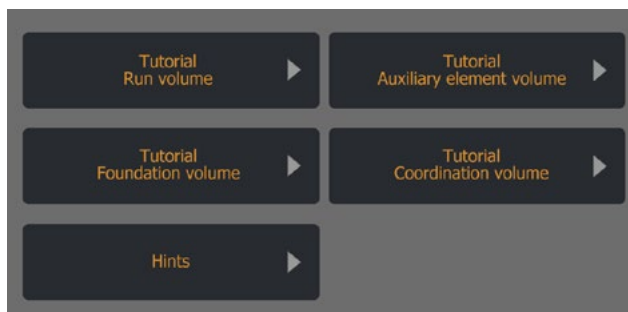 Tutorial
Run volume
Tutorial
Auxiliary element volume
Tutorial
Foundation volume
Tutorial
Coordination volume
Hints